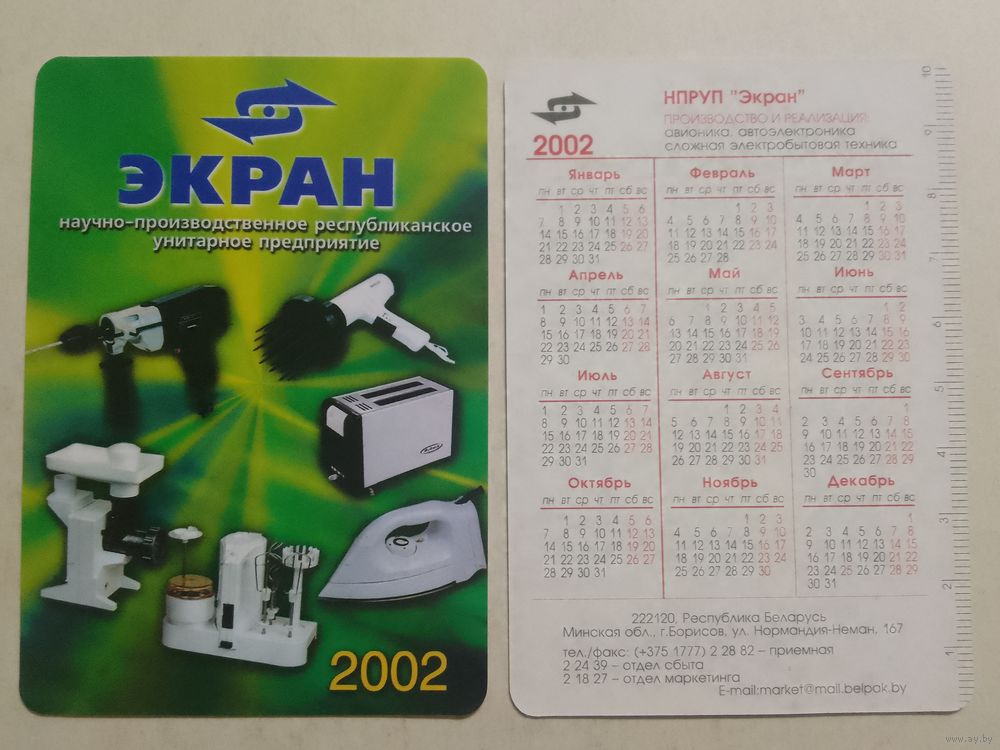 ЭКРАН
научно-производственное республиканское
унитарное предприятие
2002
НПРУП "Экран"
ПРОИЗВОДСТВО И РЕАЛИЗАЦИЯ:
авионика, автоэлектроника
сложная электробытовая техника
2002
Январь Февраль Март
пн вт ср чт пт сб вс пн вт ср чт пт сб вс пн вт ср чт пт сб вс
1 2 3 4 5 6 1 2 3 1 2 3
7 8 9 10 11 12 13 4 5 6 7 8 9 10 4 5 6 7 8 9 10
14 15 16 17 18 19 20 11 12 13 14 15 16 17 11 12 13 14 15 16 17
21 22 23 24 25 26 27 18 19 20 21 22 23 24 18 19 20 21 22 23 24
28 29 30 31 25 26 27 28 25 26 27 28 29 30 31
Апрель Май Июнь
пн вт ср чт пт сб вс пн вт ср чт пт сб вс пн вт ср чт пт сб вс
1 2 3 4 5 6 7 1 2 3 4 5 1 2
8 9 10 11 12 13 14 6 7 8 9 10 11 12 3 4 5 6 7 8 9
15 16 17 18 19 20 21 13 14 15 16 17 18 19 10 11 12 13 14 15 16
22 23 24 25 26 27 28 20 21 22 23 24 25 26 17 18 19 20 21 22 23
29 30 27 28 29 30 31 24 25 26 27 28 29 30
Июль Август Сентябрь
пн вт ср чт пт сб вс пн вт ср чт пт сб вс пн вт ср чт пт сб вс
1 2 3 4 5 6 7 1 2 3 4 1
8 9 10 11 12 13 14 5 6 7 8 9 10 11 2 3 4 5 6 7 8
15 16 17 18 19 20 21 12 13 14 15 16 17 18 9 10 11 12 13 14 15
22 23 24 25 26 27 28 19 20 21 22 23 24 25 16 17 18 19 20 21 22
29 30 31 26 27 28 29 30 31 23 24 25 26 27 28 29
30
Октябрь Ноябрь Декабрь
пн вт ср чт пт сб вс пн вт ср чт пт сб вс пн вт ср чт пт сб вс
1 2 3 4 5 6 1 2 3 1
7 8 9 10 11 12 13 4 5 6 7 8 9 10 2 3 4 5 6 7 8
14 15 16 17 18 19 20 11 12 13 14 15 16 17 9 10 11 12 13 14 15
21 22 23 24 25 26 27 18 19 20 21 22 23 24 16 17 18 19 20 21 22
28 29 30 31 25 26 27 28 29 30 23 24 25 26 27 28 29
30 31
222120, Республика Беларусь
Минская обл., г.Борисов, ул. Нормандия-Неман, 167
тел./факс: (+375 1777) 2 28 82 – приемная
2 24 39 – отдел сбыта
2 18 27 – отдел маркетинга
E-mail:market@mail.belpak.by
10
9
8
7
6
5
4
3
2
www.ay.by